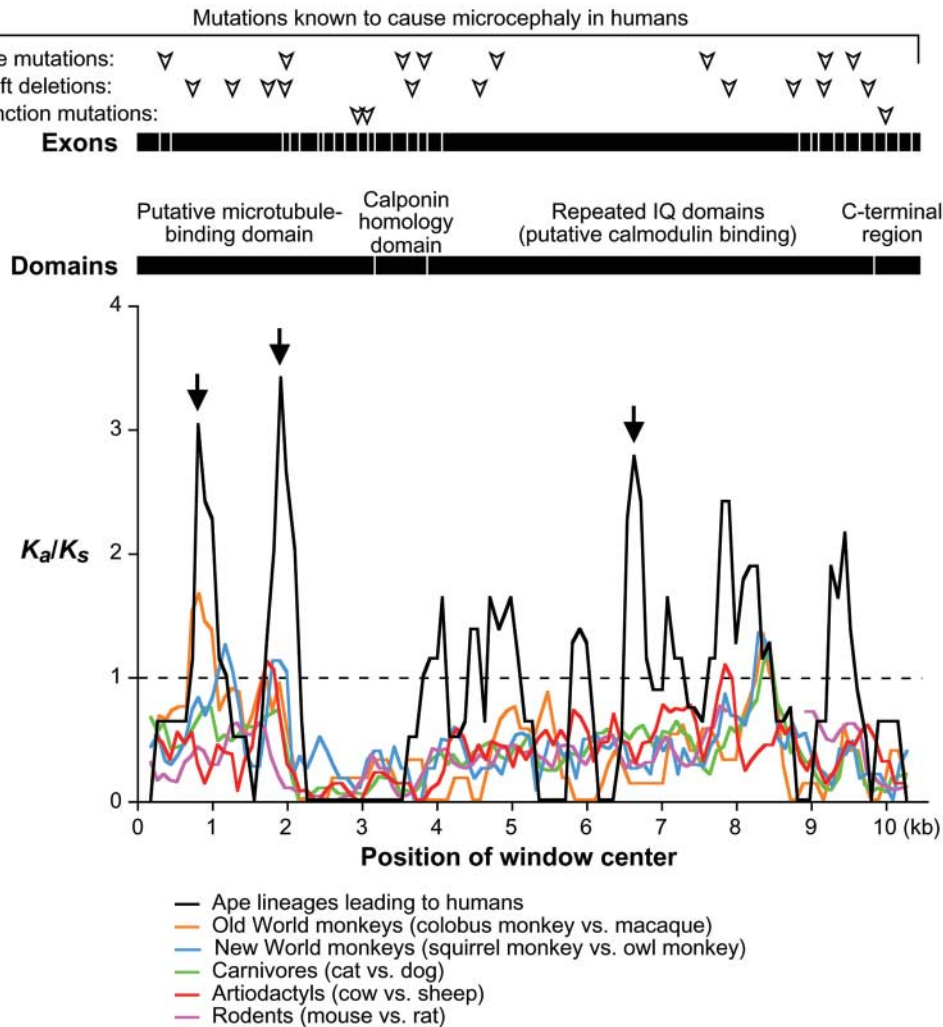 Mutations known to cause microcephaly in humans
mutations:
deletions:
mutations:
Exons
Putative microtubule-
binding domain
Calponin
homology
domain
Repeated IQ domains
(putative calmodulin binding)
C-terminal
region
Domains
4
3
2
1
0
Ka/Ks
0 1 2 3 4 5 6 7 8 9 10 (kb)
Position of window center
Ape lineages leading to humans
Old World monkeys (colobus monkey vs. macaque)
New World monkeys (squirrel monkey vs. owl monkey)
Carnivores (cat vs. dog)
Artiodactyls (cow vs. sheep)
Rodents (mouse vs. rat)